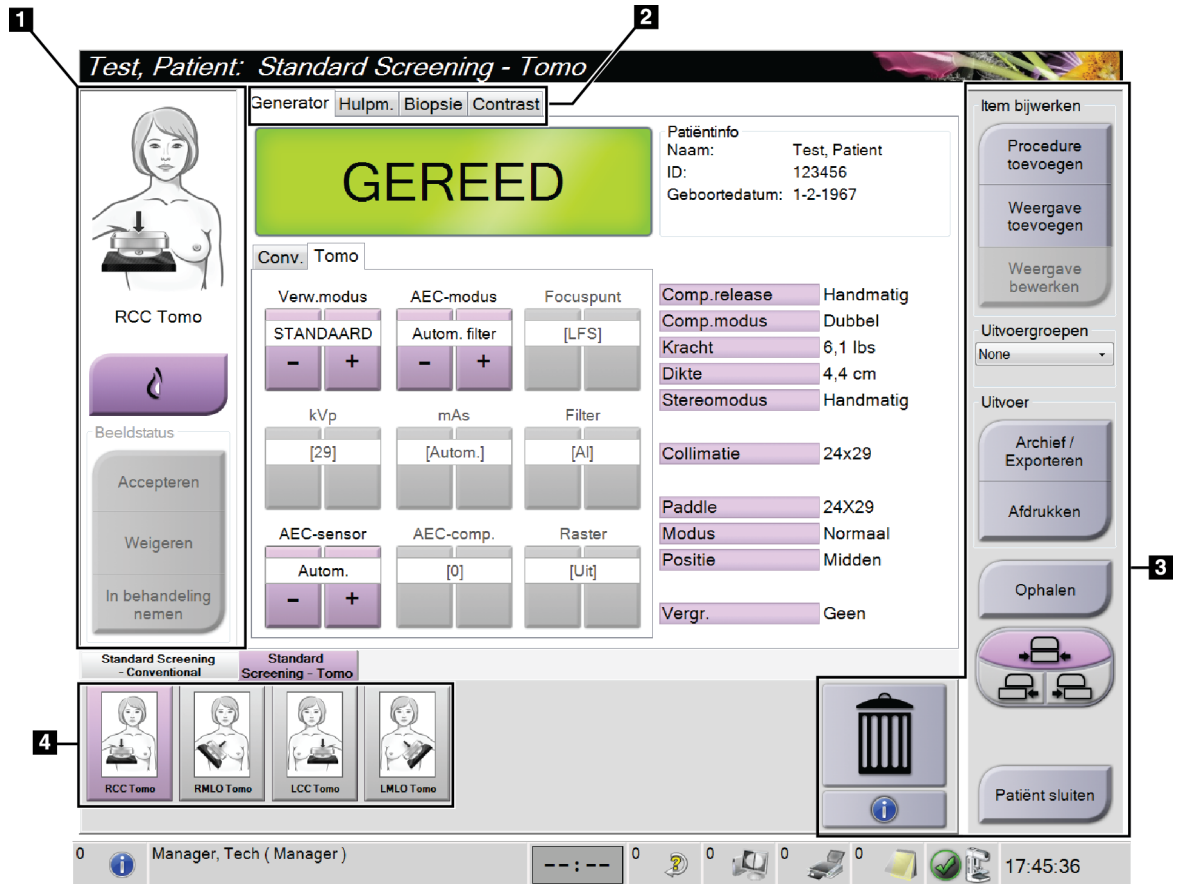 1
2
Test, Patient: Standard Screening - Tomo
Generator Hulpm. Biopsie Contrast
GEREED
Patiëntinfo
Naam: Test, Patient
ID: 123456
Geboortedatum: 1-2-1967
RCC Tomo
Beeldstatus
Accepteren
Weigeren
In behandeling
nemen
Conv. Tomo
Verw.modus AEC-modus Focuspunt
STANDAARD Autom. filter [LFS]
- + - +
kVp mAs Filter
[29] [Autom.] [Al]
AEC-sensor AEC-comp. Raster
Autom. [0] [Uit]
- +
Comp.release Handmatig
Comp.modus Dubbel
Kracht 6,1 lbs
Dikte 4,4 cm
Stereomodus Handmatig
Collimatie 24x29
Paddle 24X29
Modus Normaal
Positie Midden
Vergr. Geen
Item bijwerken
Procedure
toevoegen
Weergave
toevoegen
Weergave
bewerken
Uitvoergroepen
None
Uitvoer
Archief /
Exporteren
Afdrukken
3
Ophalen
Patiënt sluiten
Standard Screening
- Conventional
Standard
Screening - Tomo
4
RCC Tomo RMLO Tomo LCC Tomo LMLO Tomo
0 Manager, Tech ( Manager ) --:-- 0 0 0 0 17:45:36